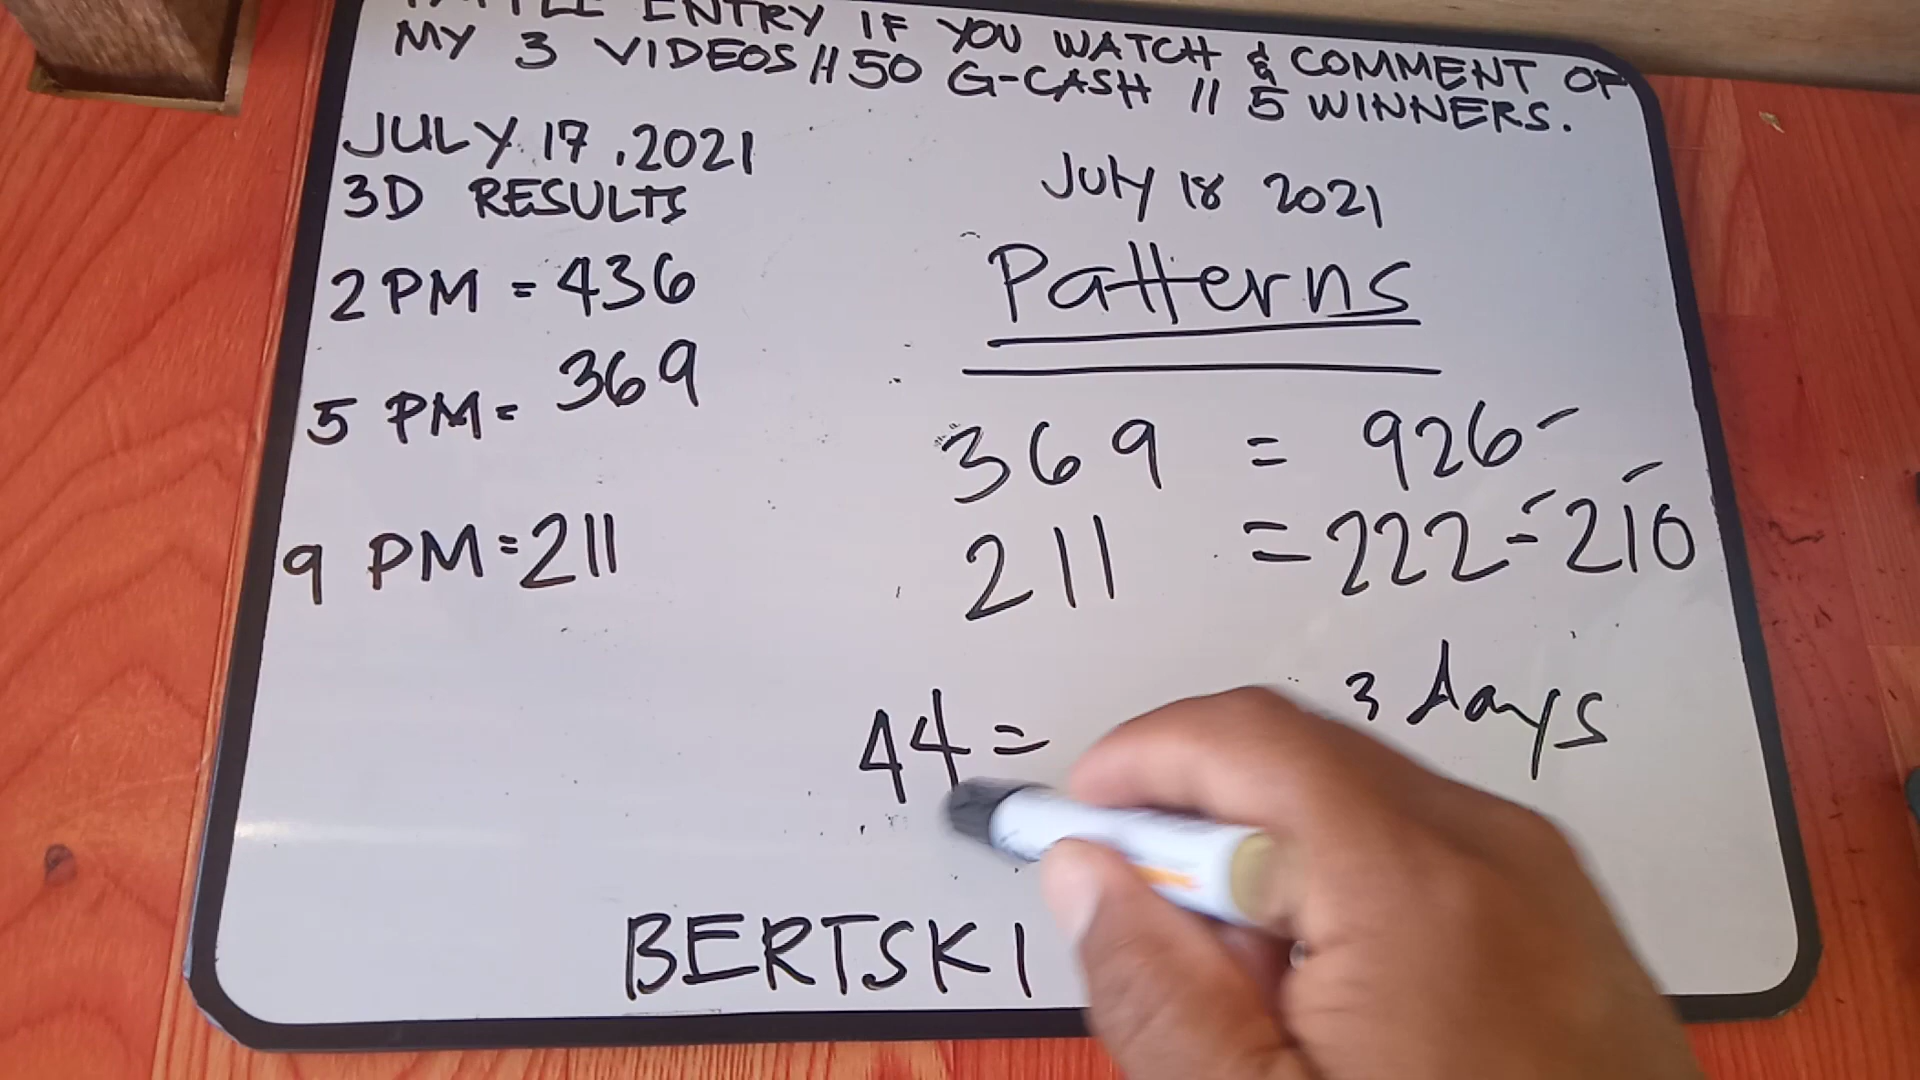 ENTRY IF YOU WATCH & COMMENT OF
MY 3 VIDEOS // 50 G-CASH // 5 WINNERS.
JULY 17, 2021
3D RESULTS
2 PM = 436
5 PM = 369
9 PM = 211
July 18 2021
Patterns
369 = 926
211 = 222 = 210
3 days
44 =
BERTSKI